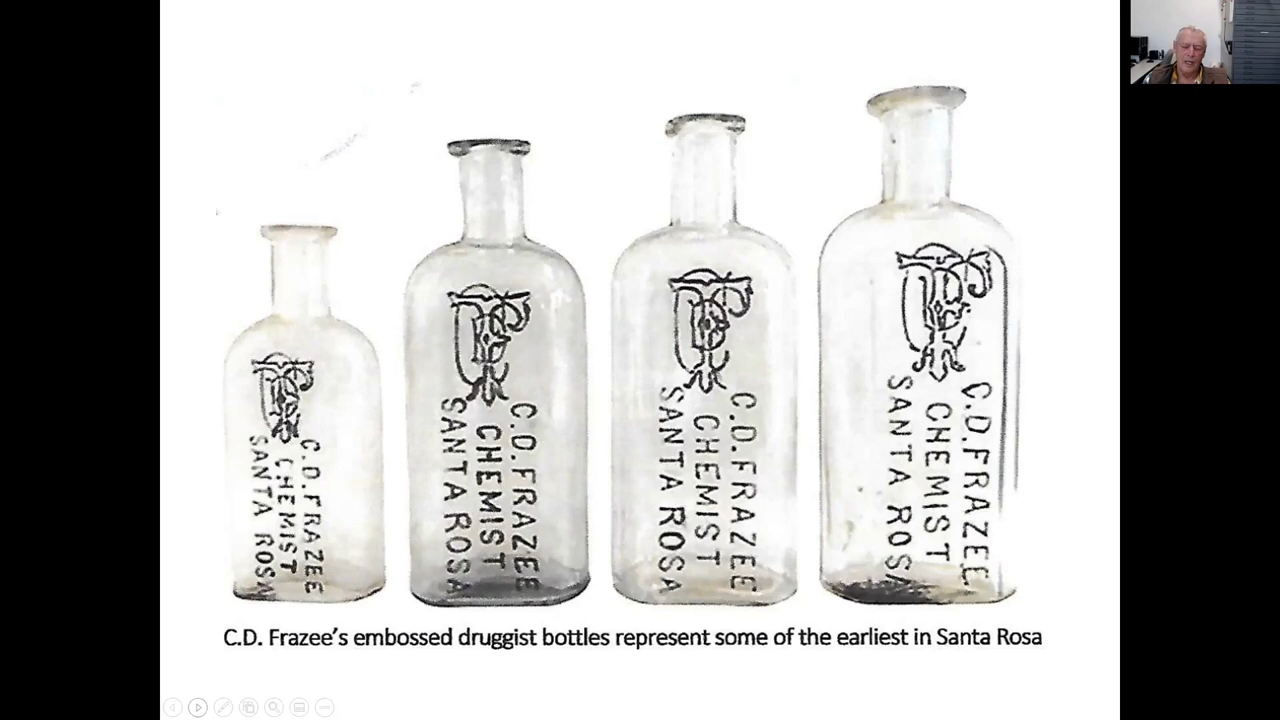 C.D. FRAZEE
CHEMIST
SANTA ROSA
C.D. FRAZEE
CHEMIST
SANTA ROSA
C.D. FRAZEE
CHEMIST
SANTA ROSA
C.D. FRAZEE
CHEMIST
SANTA ROSA
C.D. Frazee's embossed druggist bottles represent some of the earliest in Santa Rosa